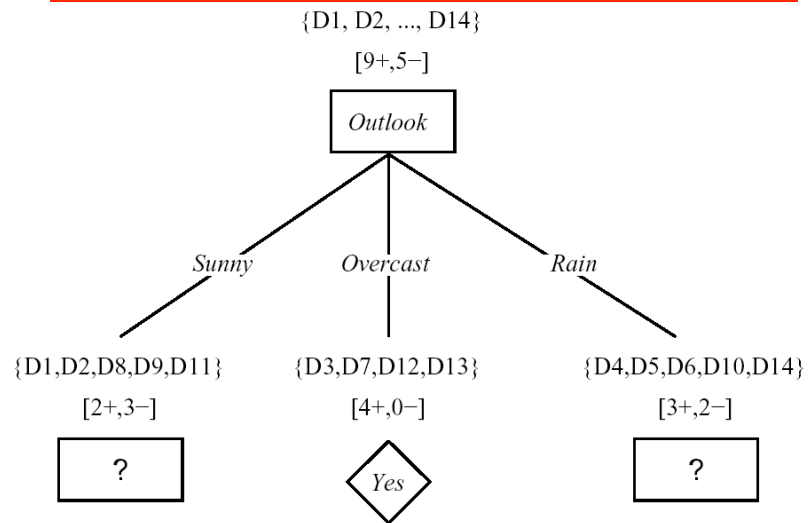 {D1, D2, ..., D14}
[9+,5−]
Outlook
Sunny Overcast Rain
{D1,D2,D8,D9,D11} {D3,D7,D12,D13} {D4,D5,D6,D10,D14}
[2+,3−] [4+,0−] [3+,2−]
? Yes ?